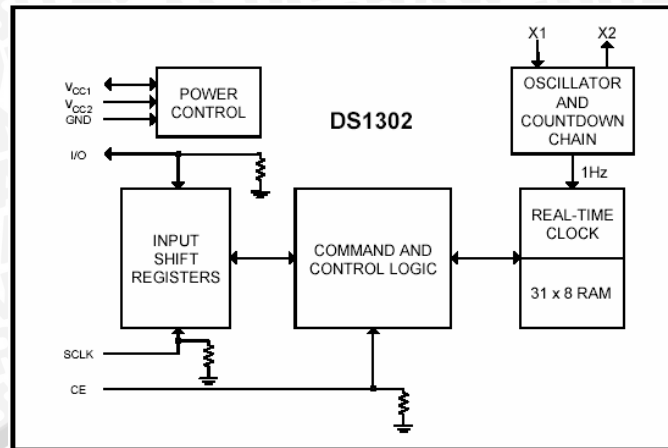 X1
X2
VCC1
VCC2
GND
POWER
CONTROL
DS1302
OSCILLATOR
AND
COUNTDOWN
CHAIN
I/O
1Hz
INPUT
SHIFT
REGISTERS
COMMAND AND
CONTROL LOGIC
REAL-TIME
CLOCK
31 x 8 RAM
SCLK
CE